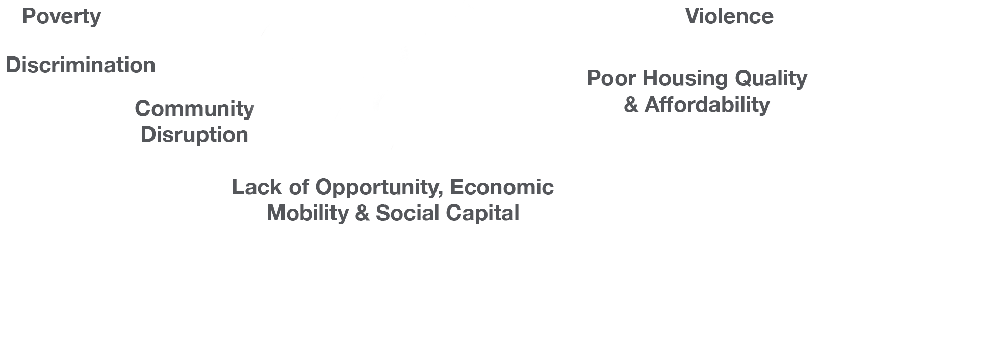 Poverty
Violence
Discrimination
Poor Housing Quality
& Affordability
Community
Disruption
Lack of Opportunity, Economic
Mobility & Social Capital